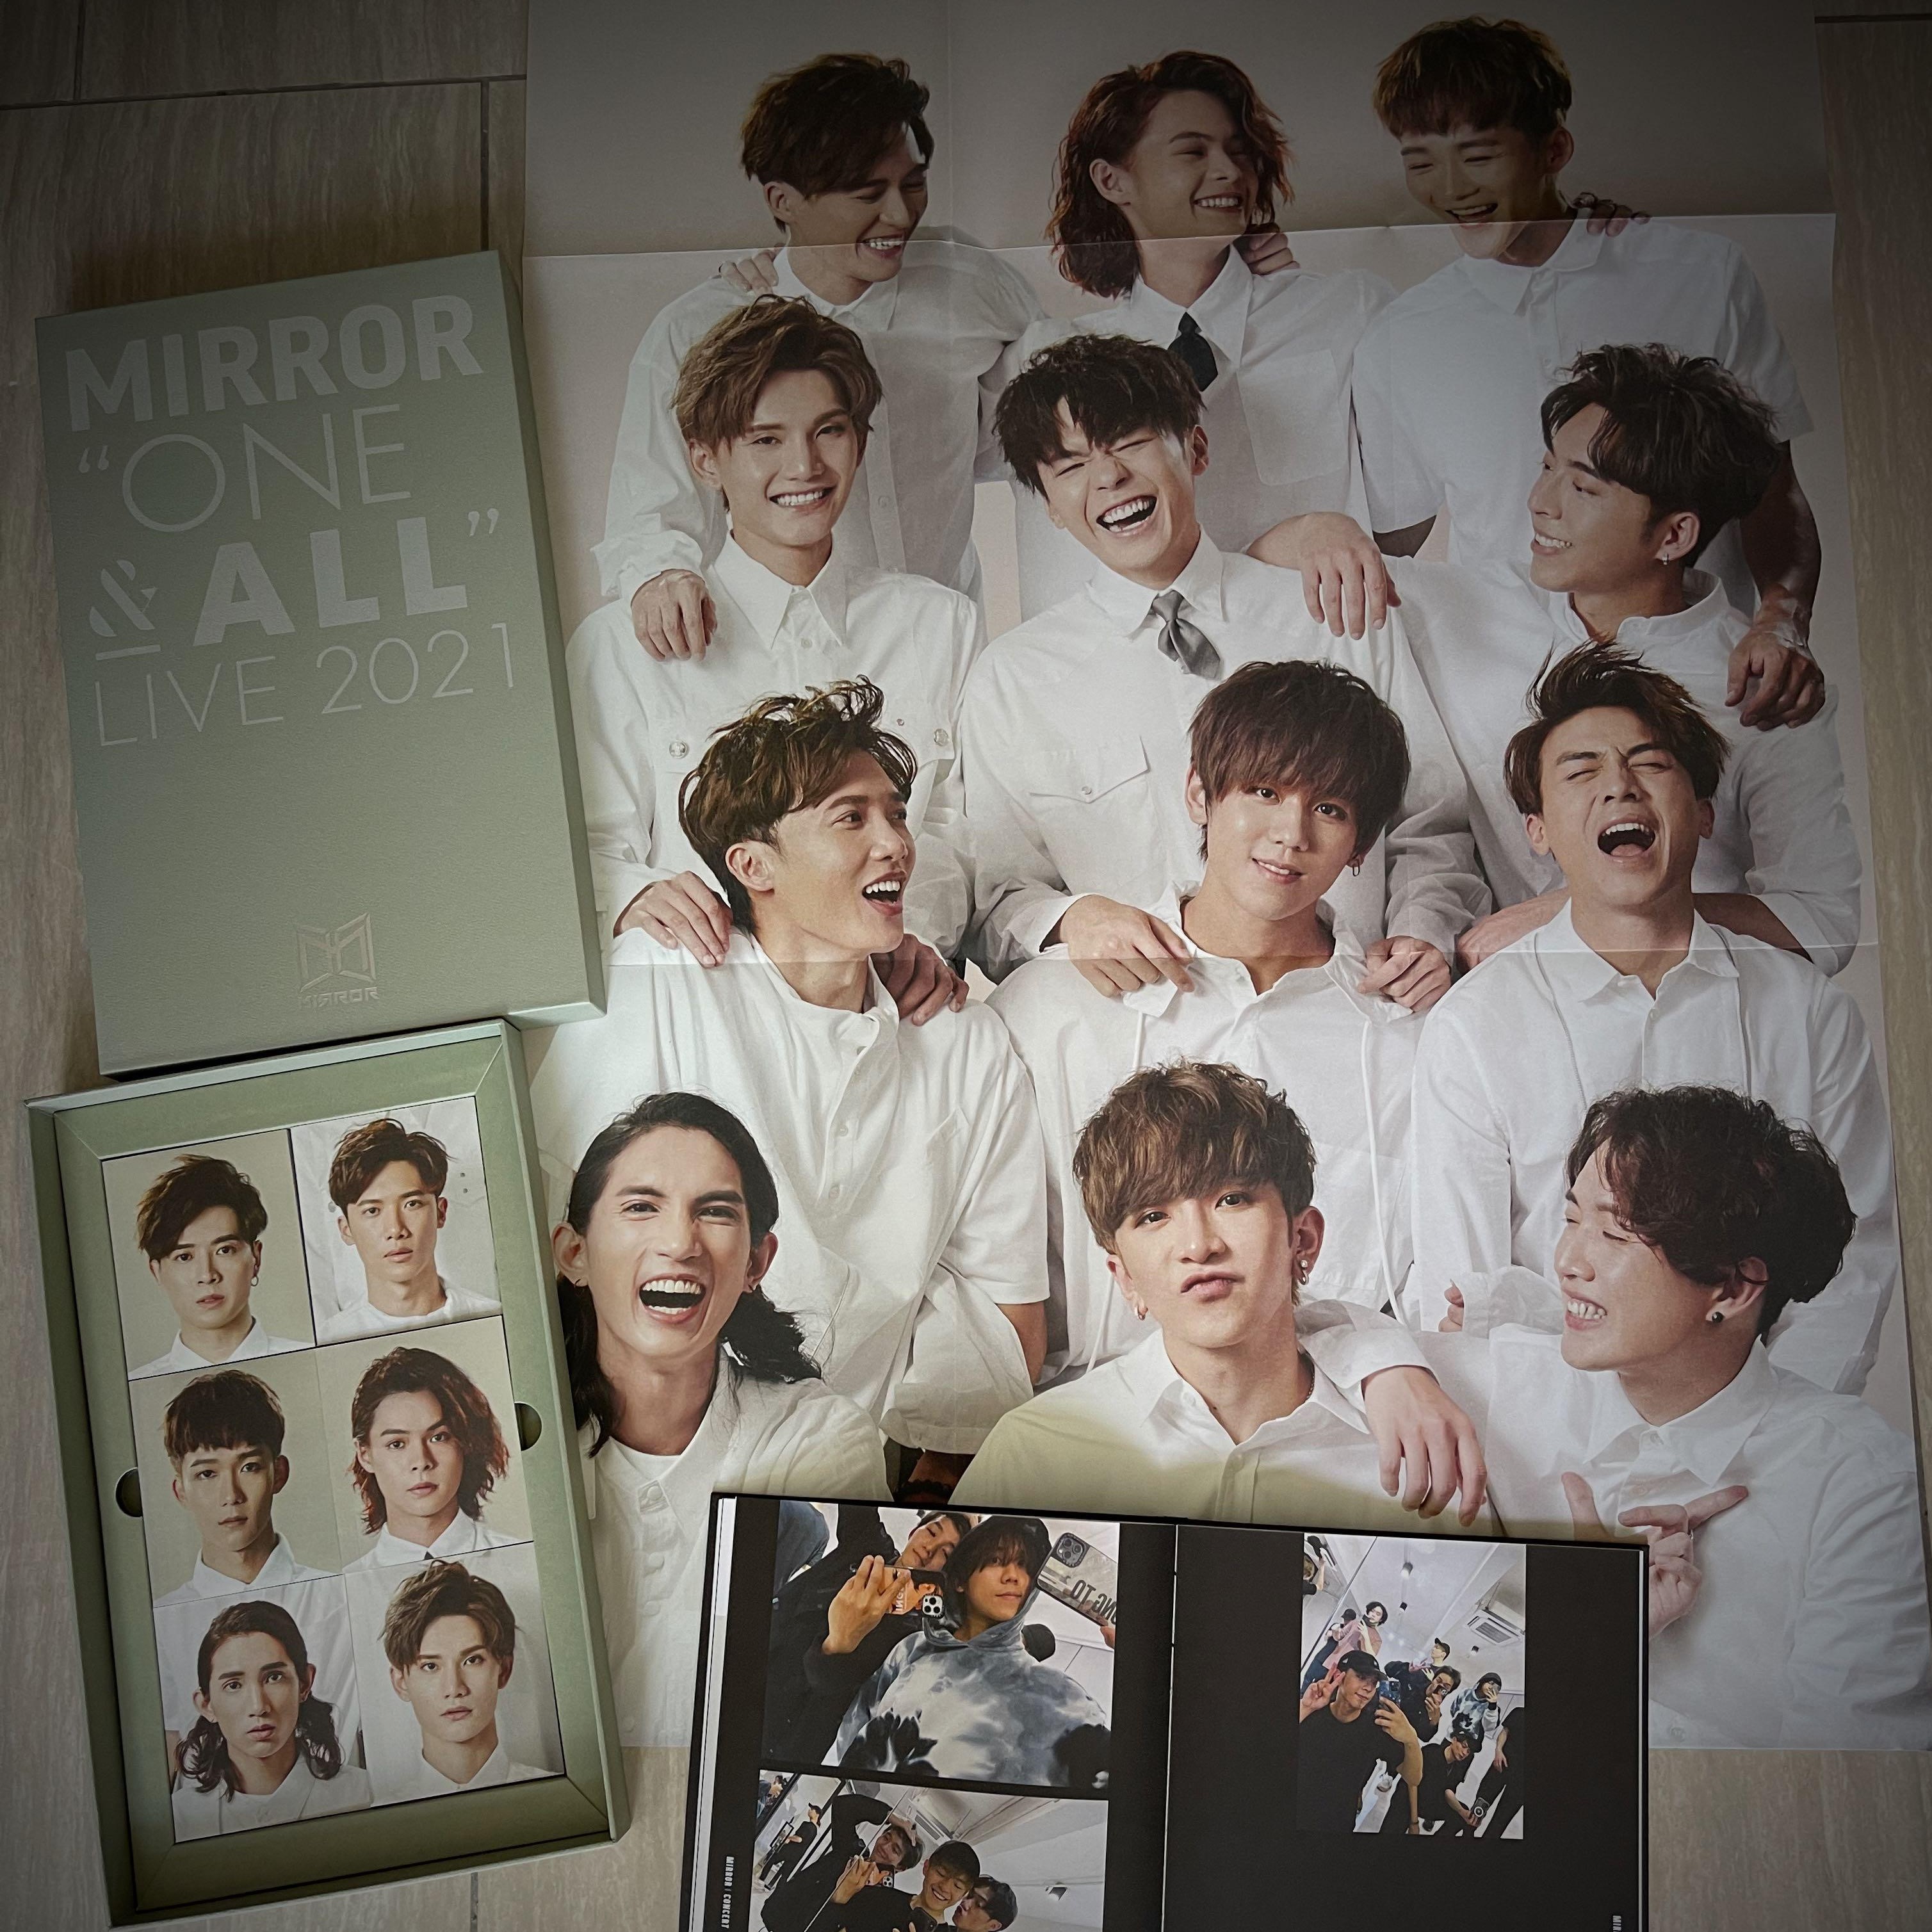 MIRROR
“ONE
& ALL”
LIVE 2021
MIRROR
MIRROR / CONCERT